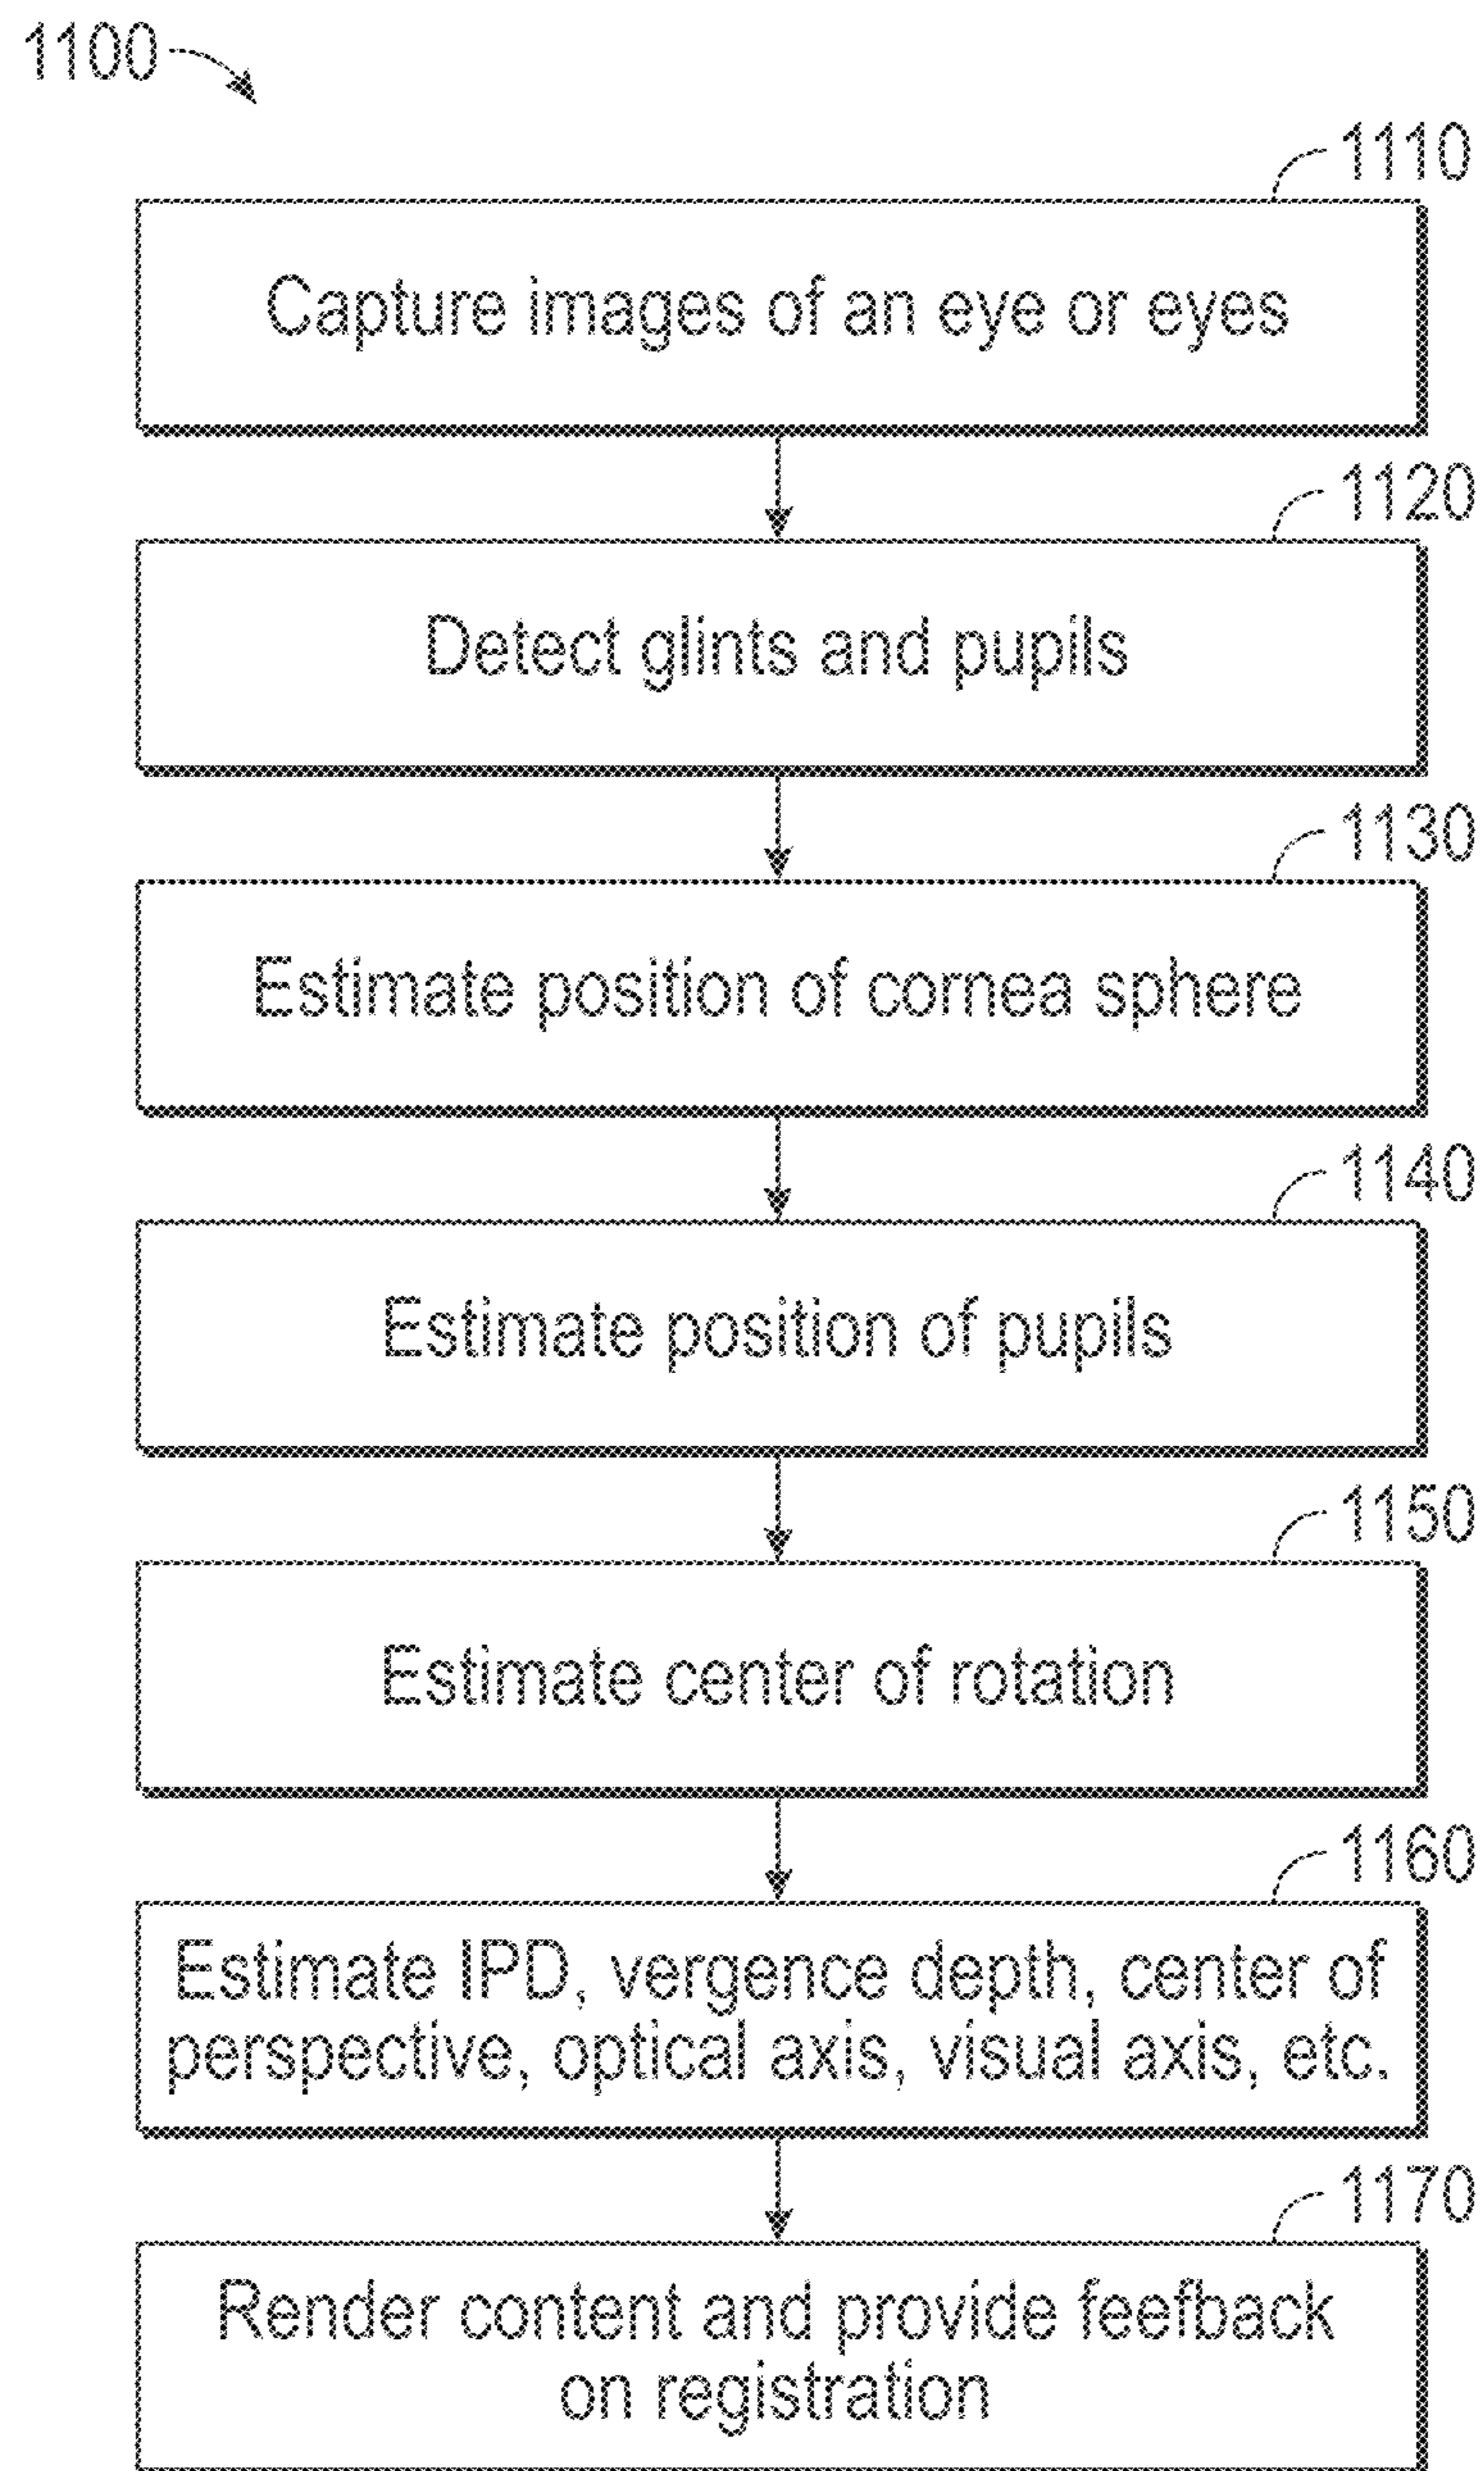 1100
1110
Capture images of an eye or eyes
1120
Detect glints and pupils
1130
Estimate position of cornea sphere
1140
Estimate position of pupils
1150
Estimate center of rotation
1160
Estimate IPD, vergence depth, center of
perspective, optical axis, visual axis, etc.
1170
Render content and provide feefback
on registration